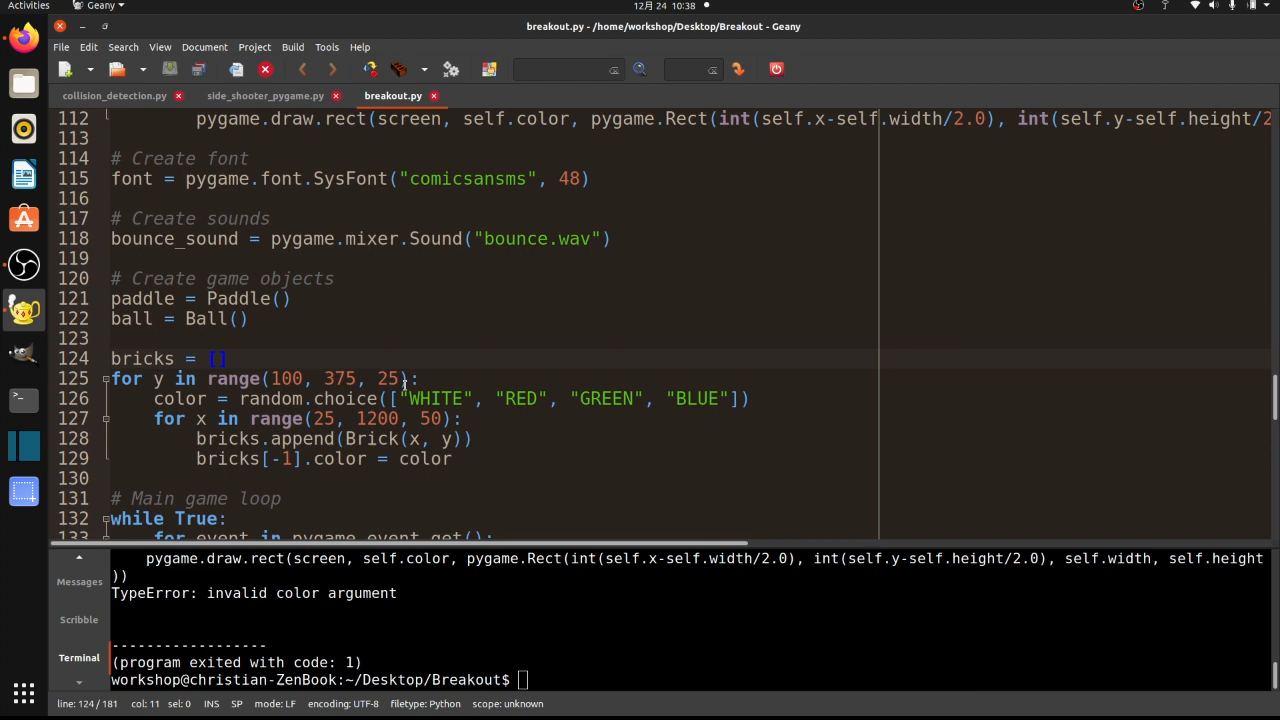 Activities
Geany
12月 24 10:38
breakout.py - /home/workshop/Desktop/Breakout - Geany
File Edit Search View Document Project Build Tools Help
collision_detection.py side_shooter_pygame.py breakout.py
112 pygame.draw.rect(screen, self.color, pygame.Rect(int(self.x-self.width/2.0), int(self.y-self.height/2
113
114 # Create font
115 font = pygame.font.SysFont("comicsansms", 48)
116
117 # Create sounds
118 bounce_sound = pygame.mixer.Sound("bounce.wav")
119
120 # Create game objects
121 paddle = Paddle()
122 ball = Ball()
123
124 bricks = []
125 for y in range(100, 375, 25):
126 color = random.choice(["WHITE", "RED", "GREEN", "BLUE"])
127 for x in range(25, 1200, 50):
128 bricks.append(Brick(x, y))
129 bricks[-1].color = color
130
131 # Main game loop
132 while True:
133 for event in pygame.event.get():
Messages
Scribble
Terminal
pygame.draw.rect(screen, self.color, pygame.Rect(int(self.x-self.width/2.0), int(self.y-self.height/2.0), self.width, self.height
))
TypeError: invalid color argument
------------------
(program exited with code: 1)
workshop@christian-ZenBook:~/Desktop/Breakout$
line: 124 / 181 col: 11 sel: 0 INS SP mode: LF encoding: UTF-8 filetype: Python scope: unknown